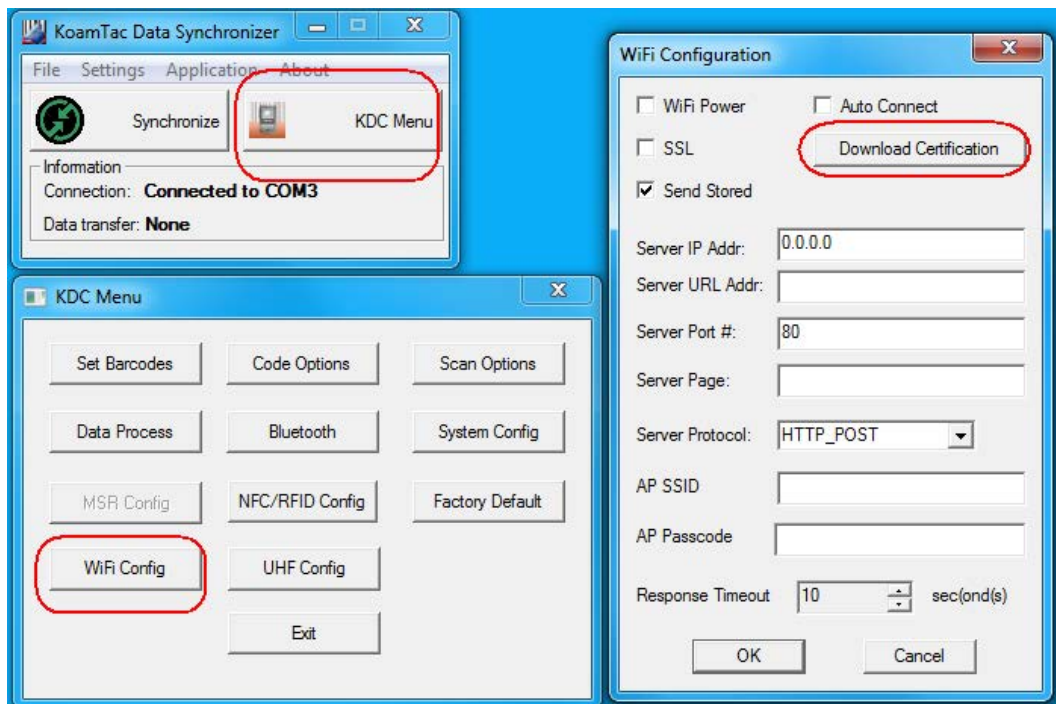 KoamTac Data Synchronizer
File Settings Application About
Synchronize
KDC Menu
Information
Connection: Connected to COM3
Data transfer: None
KDC Menu
Set Barcodes
Code Options
Scan Options
Data Process
Bluetooth
System Config
MSR Config
NFC/RFID Config
Factory Default
WiFi Config
UHF Config
Exit
WiFi Configuration
WiFi Power
Auto Connect
SSL
Download Certification
Send Stored
Server IP Addr: 0.0.0.0
Server URL Addr:
Server Port #: 80
Server Page:
Server Protocol: HTTP_POST
AP SSID
AP Passcode
Response Timeout 10 sec(ond(s)
OK
Cancel